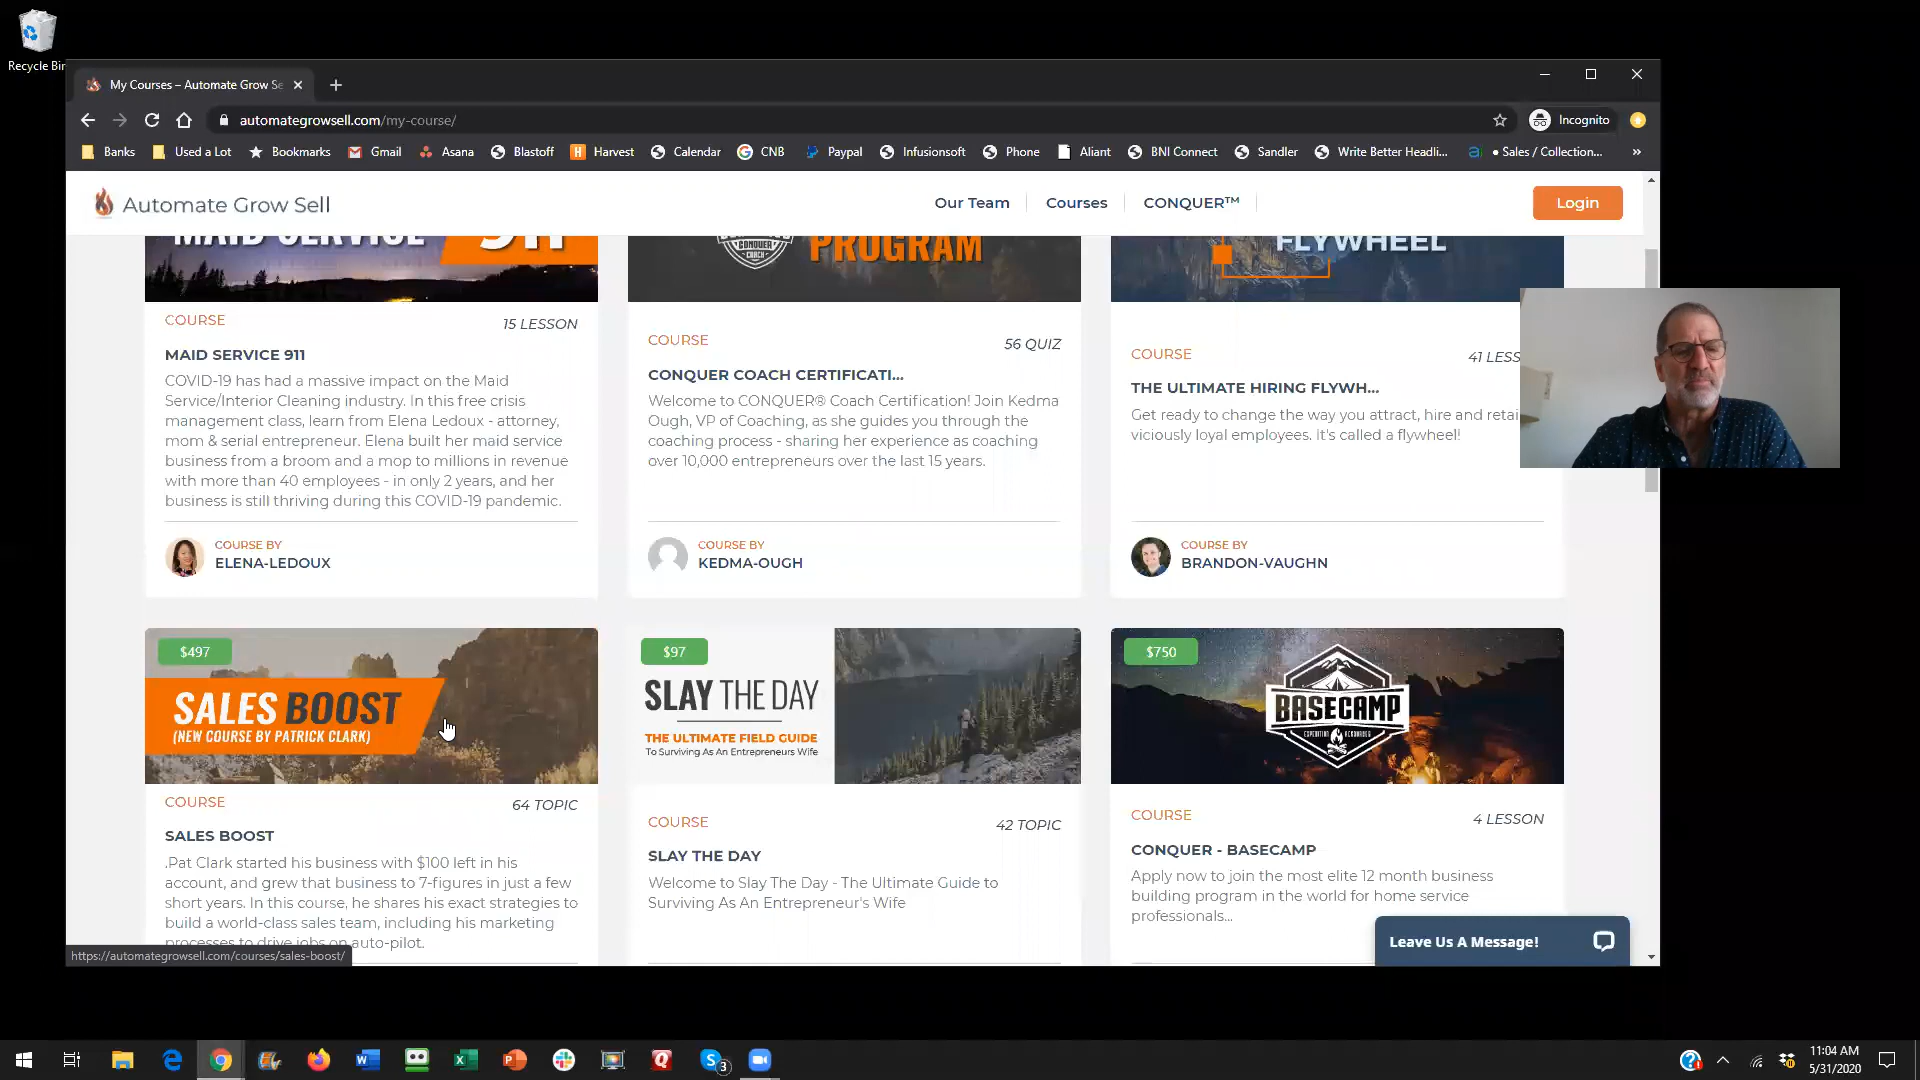 Recycle Bin
My Courses – Automate Grow Se
automategrowsell.com/my-course/
Incognito
Banks
Used a Lot
Bookmarks
Gmail
Asana
Blastoff
Harvest
Calendar
CNB
Paypal
Infusionsoft
Phone
Aliant
BNI Connect
Sandler
Write Better Headli...
• Sales / Collection...
»
Automate Grow Sell
Our Team
Courses
CONQUER™
Login
MAID SERVICE 911
CONQUER
COACH
PROGRAM
FLYWHEEL
COURSE
15 LESSON
MAID SERVICE 911
COVID-19 has had a massive impact on the Maid
Service/Interior Cleaning industry. In this free crisis
management class, learn from Elena Ledoux - attorney,
mom & serial entrepreneur. Elena built her maid service
business from a broom and a mop to millions in revenue
with more than 40 employees - in only 2 years, and her
business is still thriving during this COVID-19 pandemic.
COURSE BY
ELENA-LEDOUX
COURSE
56 QUIZ
CONQUER COACH CERTIFICATI...
Welcome to CONQUER® Coach Certification! Join Kedma
Ough, VP of Coaching, as she guides you through the
coaching process - sharing her experience as coaching
over 10,000 entrepreneurs over the last 15 years.
COURSE BY
KEDMA-OUGH
COURSE
41 LESS
THE ULTIMATE HIRING FLYWH...
Get ready to change the way you attract, hire and retai
viciously loyal employees. It's called a flywheel!
COURSE BY
BRANDON-VAUGHN
$497
SALES BOOST
(NEW COURSE BY PATRICK CLARK)
COURSE
64 TOPIC
SALES BOOST
.Pat Clark started his business with $100 left in his
account, and grew that business to 7-figures in just a few
short years. In this course, he shares his exact strategies to
build a world-class sales team, including his marketing
processes to drive jobs on auto-pilot.
$97
SLAY THE DAY
THE ULTIMATE FIELD GUIDE
To Surviving As An Entrepreneurs Wife
COURSE
42 TOPIC
SLAY THE DAY
Welcome to Slay The Day - The Ultimate Guide to
Surviving As An Entrepreneur's Wife
$750
BASECAMP
COURSE
4 LESSON
CONQUER - BASECAMP
Apply now to join the most elite 12 month business
building program in the world for home service
professionals...
Leave Us A Message!
https://automategrowsell.com/courses/sales-boost/
3
11:04 AM
5/31/2020